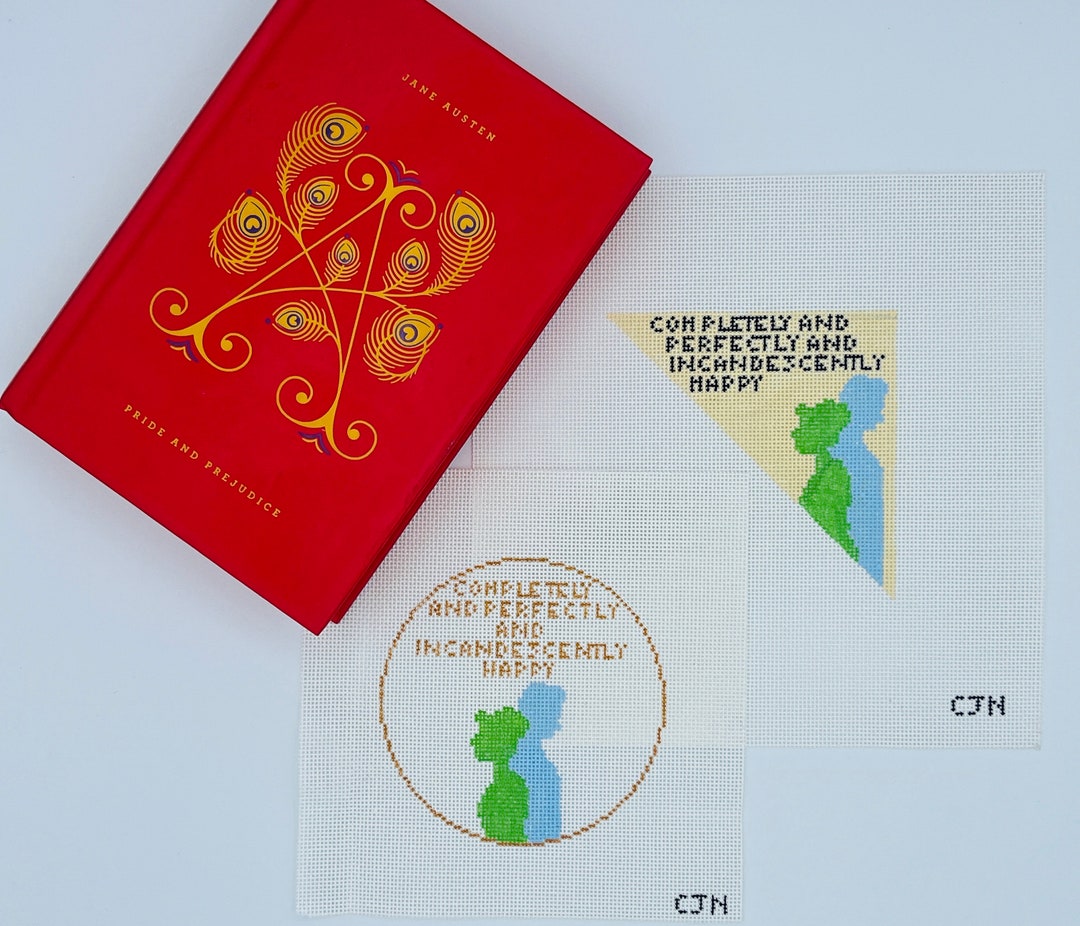 JANE AUSTEN
A
PRIDE AND PREJUDICE
COMPLETELY AND
PERFECTLY AND
INCANDESCENTLY
HAPPY
CJN
COMPLETELY
AND PERFECTLY
AND
INCANDESCENTLY
HAPPY
CJN